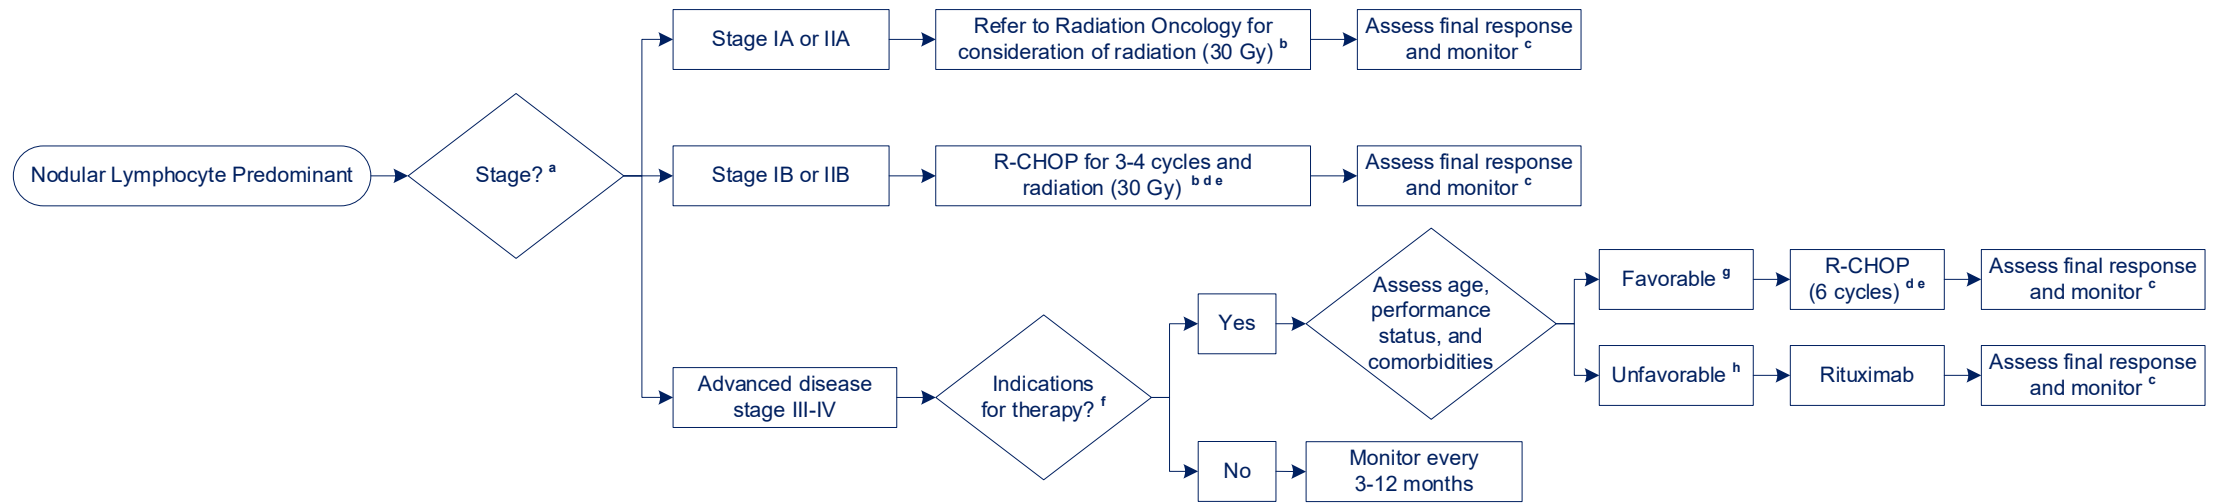 Nodular Lymphocyte Predominant
Stage? a
Stage IA or IIA
Refer to Radiation Oncology for
consideration of radiation (30 Gy) b
Assess final response
and monitor c
Stage IB or IIB
R-CHOP for 3-4 cycles and
radiation (30 Gy) b d e
Assess final response
and monitor c
Advanced disease
stage III-IV
Indications
for therapy? f
Yes
Assess age,
performance
status, and
comorbidities
Favorable g
R-CHOP
(6 cycles) d e
Assess final response
and monitor c
Unfavorable h
Rituximab
Assess final response
and monitor c
No
Monitor every
3-12 months